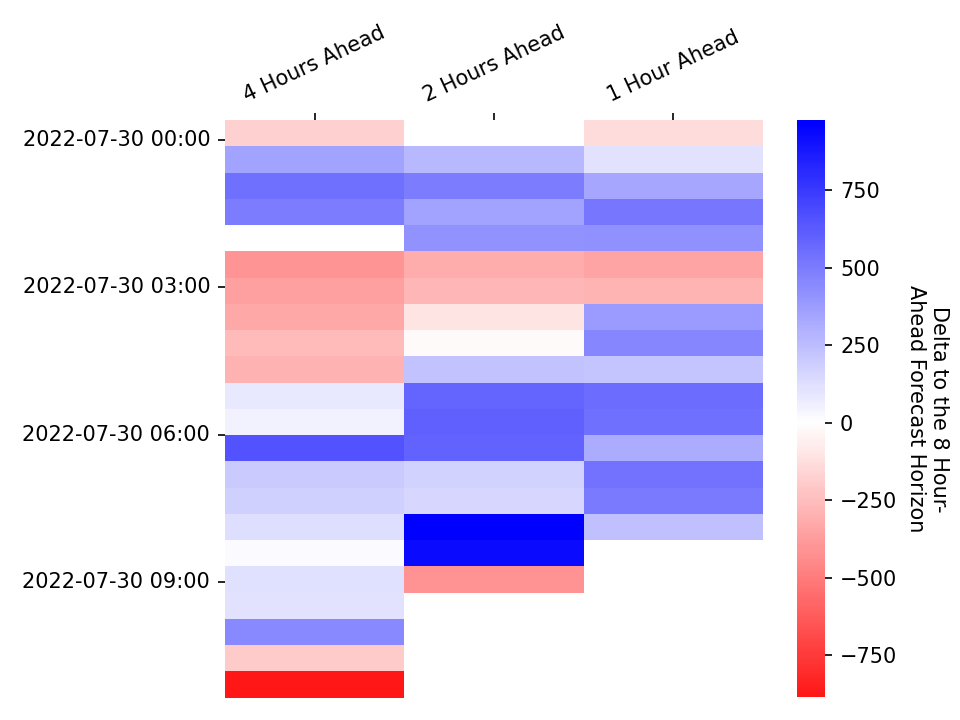 4 Hours Ahead
2 Hours Ahead
1 Hour Ahead
2022-07-30 00:00
2022-07-30 03:00
2022-07-30 06:00
2022-07-30 09:00
750
500
250
0
−250
−500
−750
Delta to the 8 Hour-
Ahead Forecast Horizon